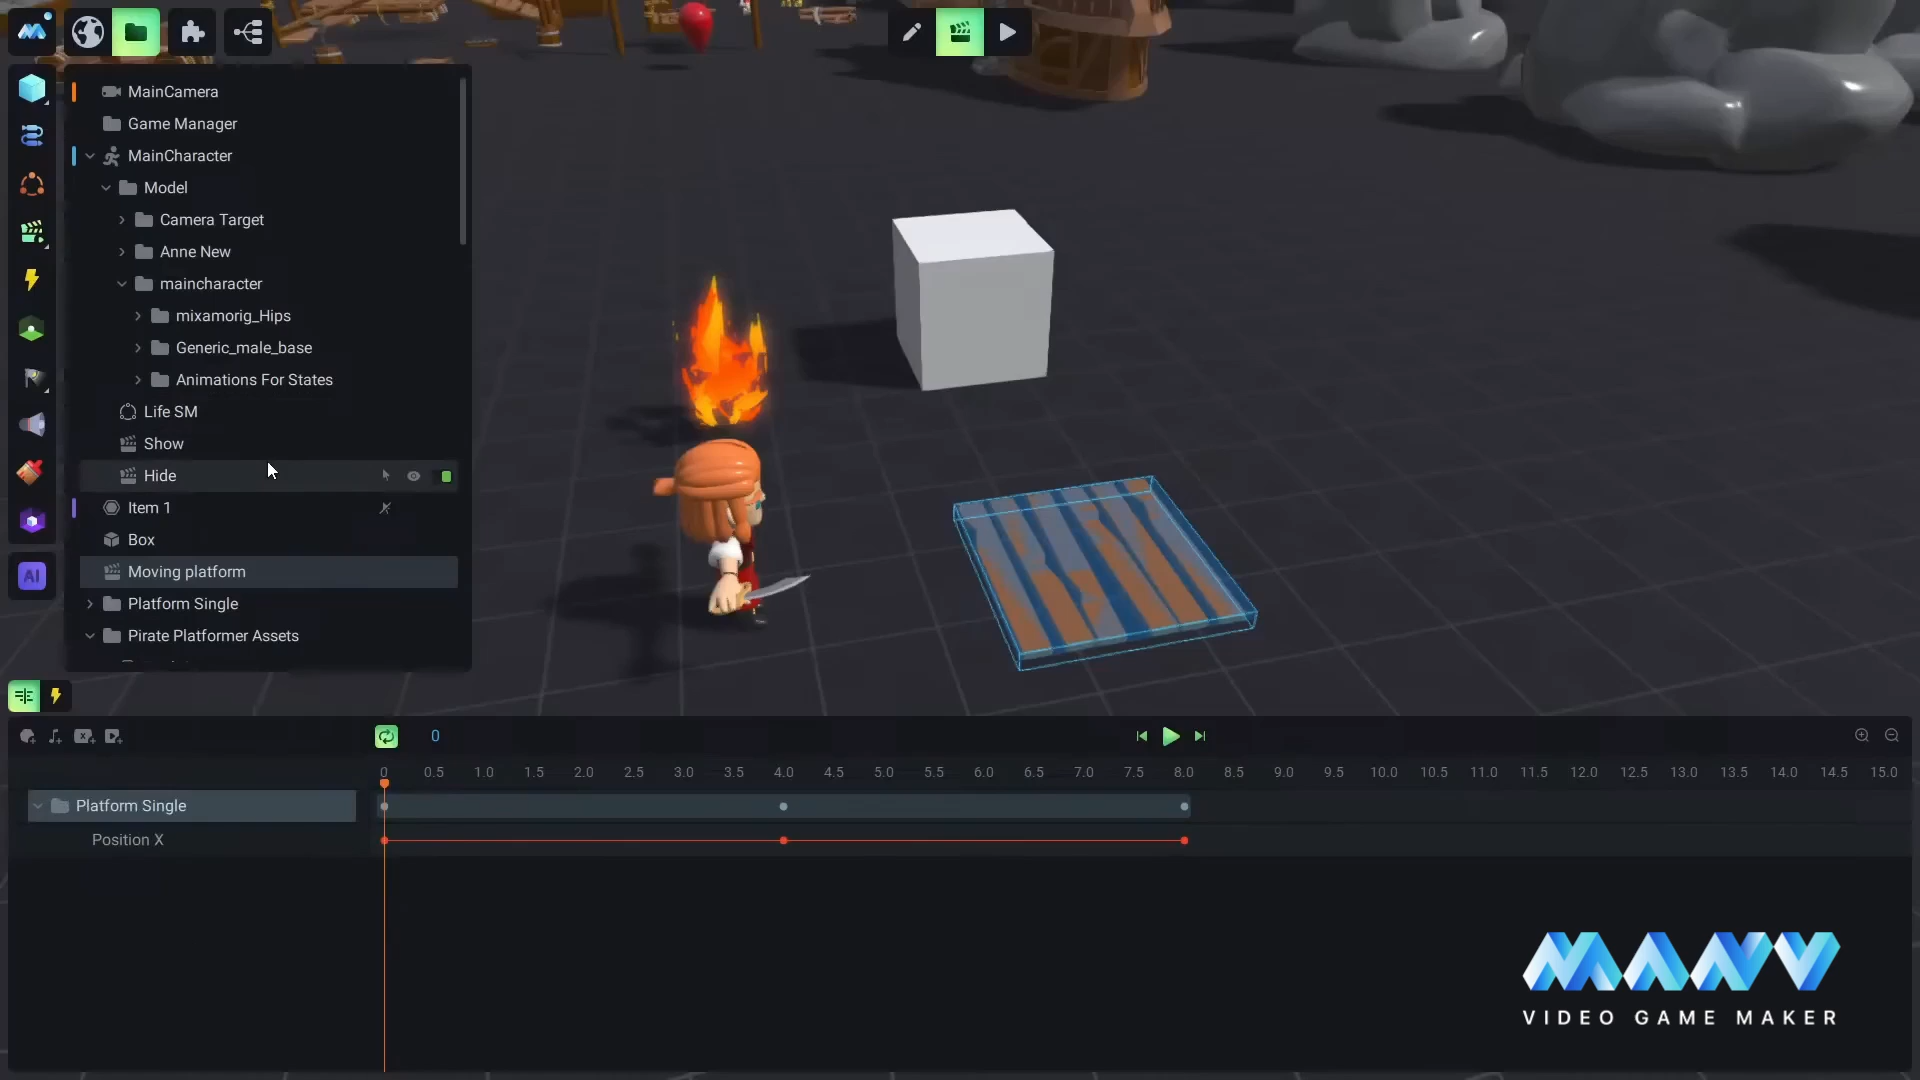 MainCamera
Game Manager
MainCharacter
Model
Camera Target
Anne New
maincharacter
mixamorig_Hips
Generic_male_base
Animations For States
Life SM
Show
Hide
Item 1
Box
Moving platform
Platform Single
Pirate Platformer Assets
AI
0
0 0.5 1.0 1.5 2.0 2.5 3.0 3.5 4.0 4.5 5.0 5.5 6.0 6.5 7.0 7.5 8.0 8.5 9.0 9.5 10.0 10.5 11.0 11.5 12.0 12.5 13.0 13.5 14.0 14.5 15.0
Platform Single
Position X
MANU
VIDEO GAME MAKER